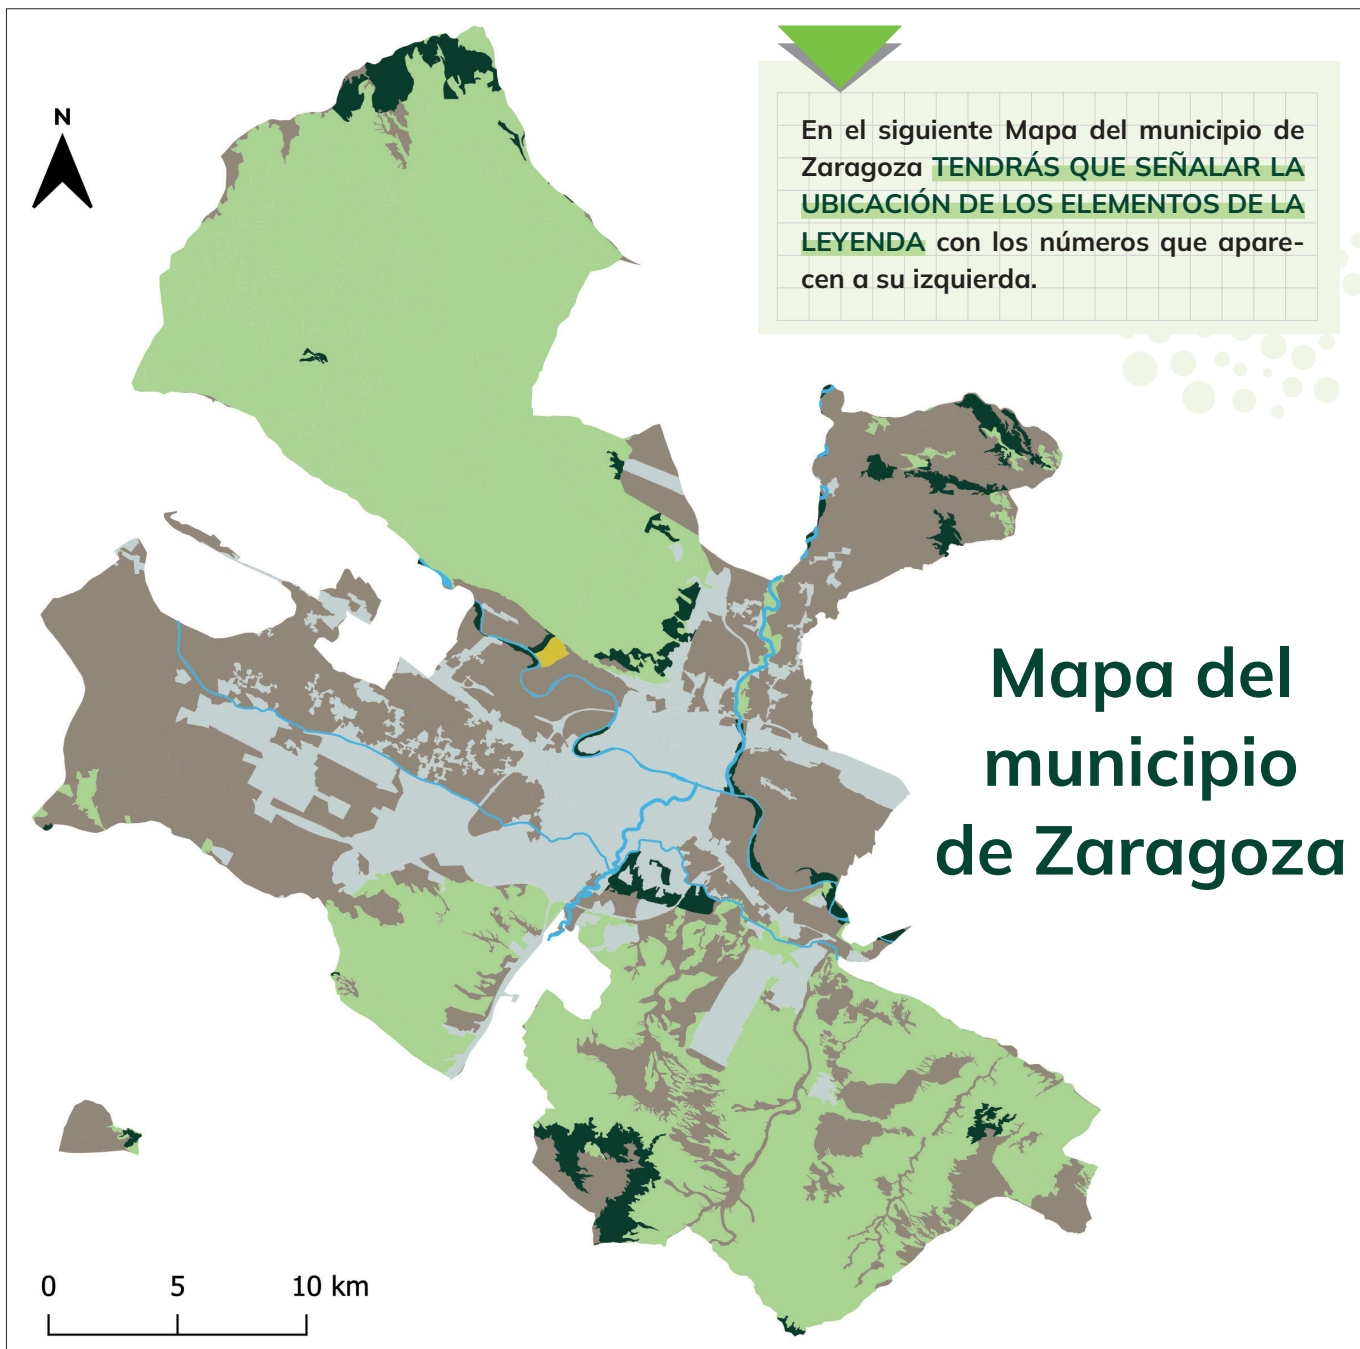 En el siguiente Mapa del municipio de
Zaragoza TENDRÁS QUE SEÑALAR LA
UBICACIÓN DE LOS ELEMENTOS DE LA
LEYENDA con los números que apare-
cen a su izquierda.
N
Mapa del
municipio
de Zaragoza
0 5 10 km